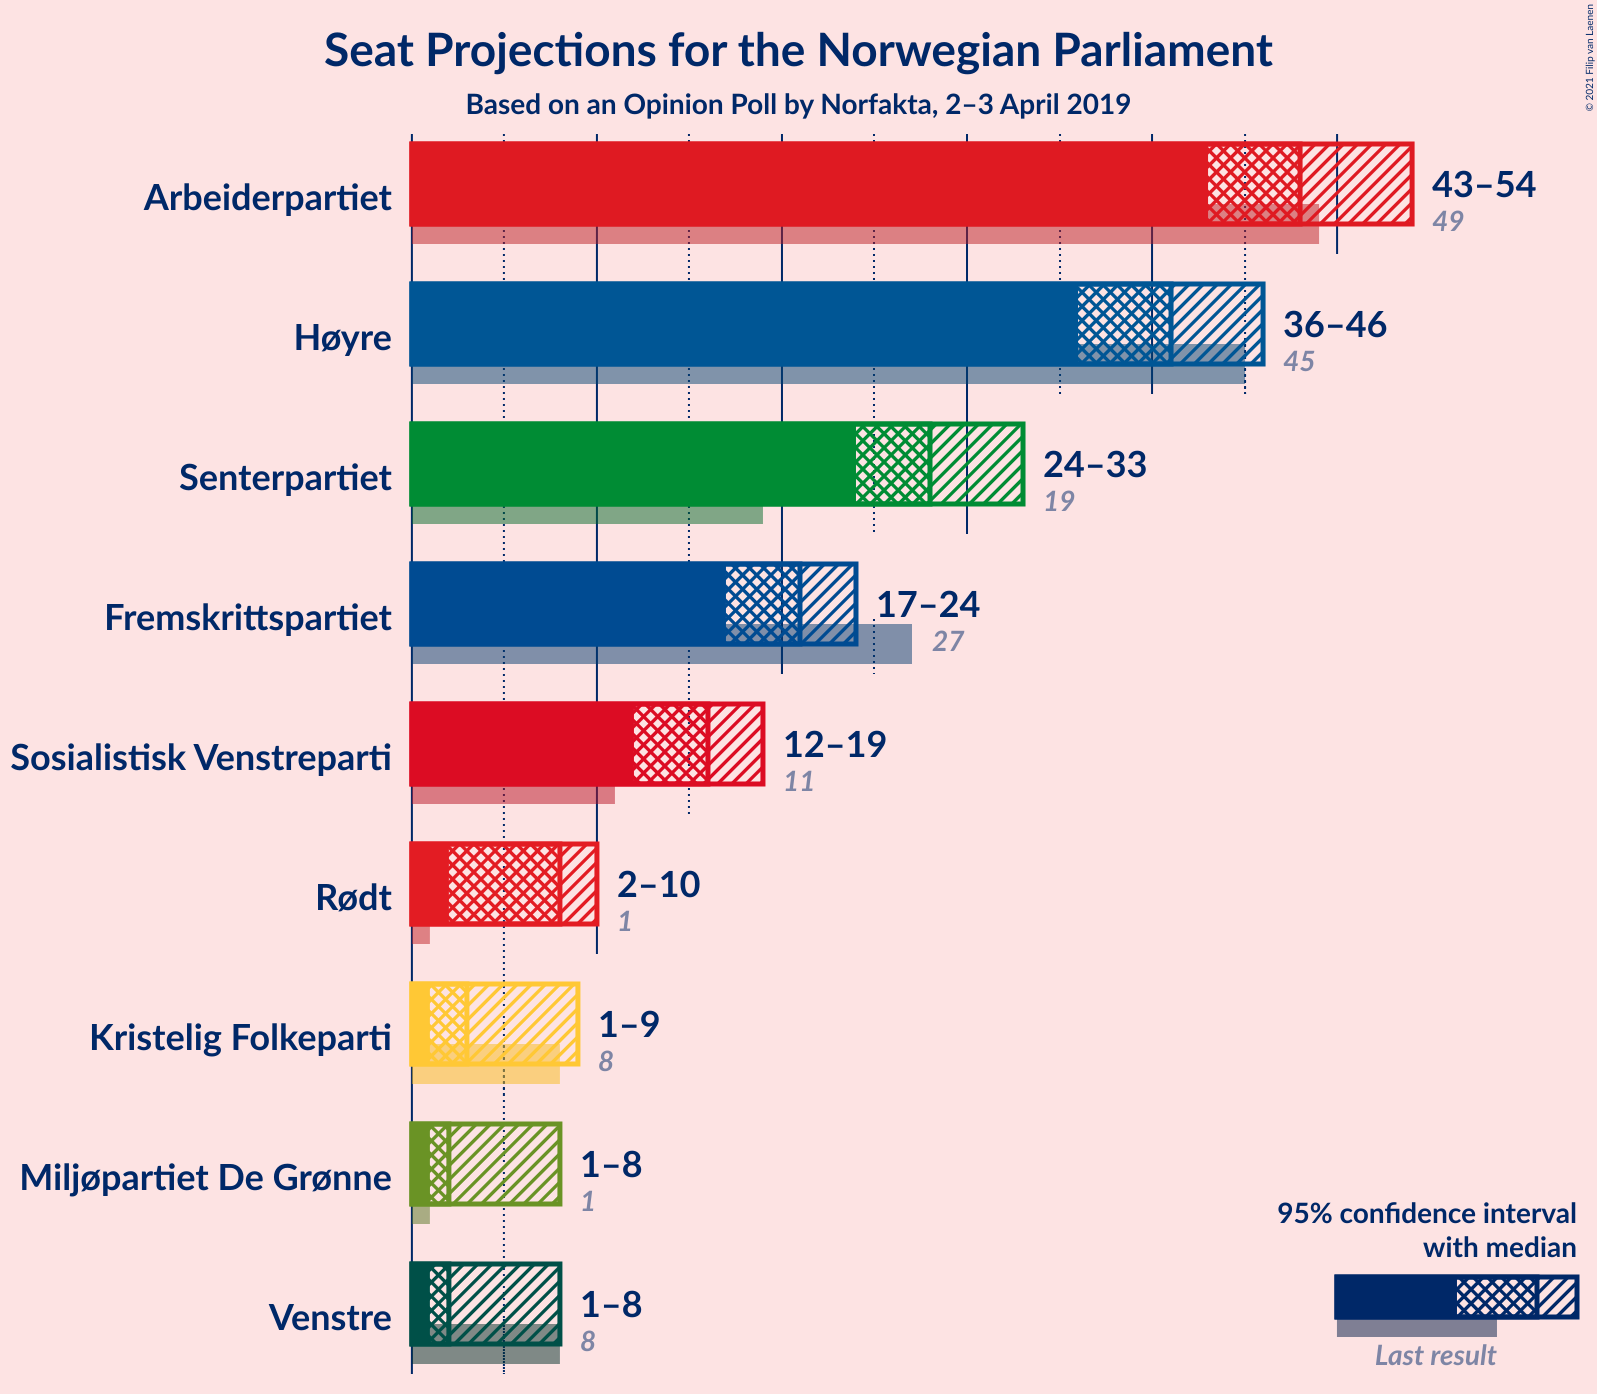 Seat Projections for the Norwegian Parliament
Based on an Opinion Poll by Norfakta, 2–3 April 2019
© 2021 Filip van Laenen
Arbeiderpartiet
43–54
49
Høyre
36–46
45
Senterpartiet
24–33
19
Fremskrittspartiet
17–24
27
Sosialistisk Venstreparti
12–19
11
Rødt
2–10
1
Kristelig Folkeparti
1–9
8
Miljøpartiet De Grønne
1–8
1
Venstre
1–8
8
95% confidence interval
with median
Last result